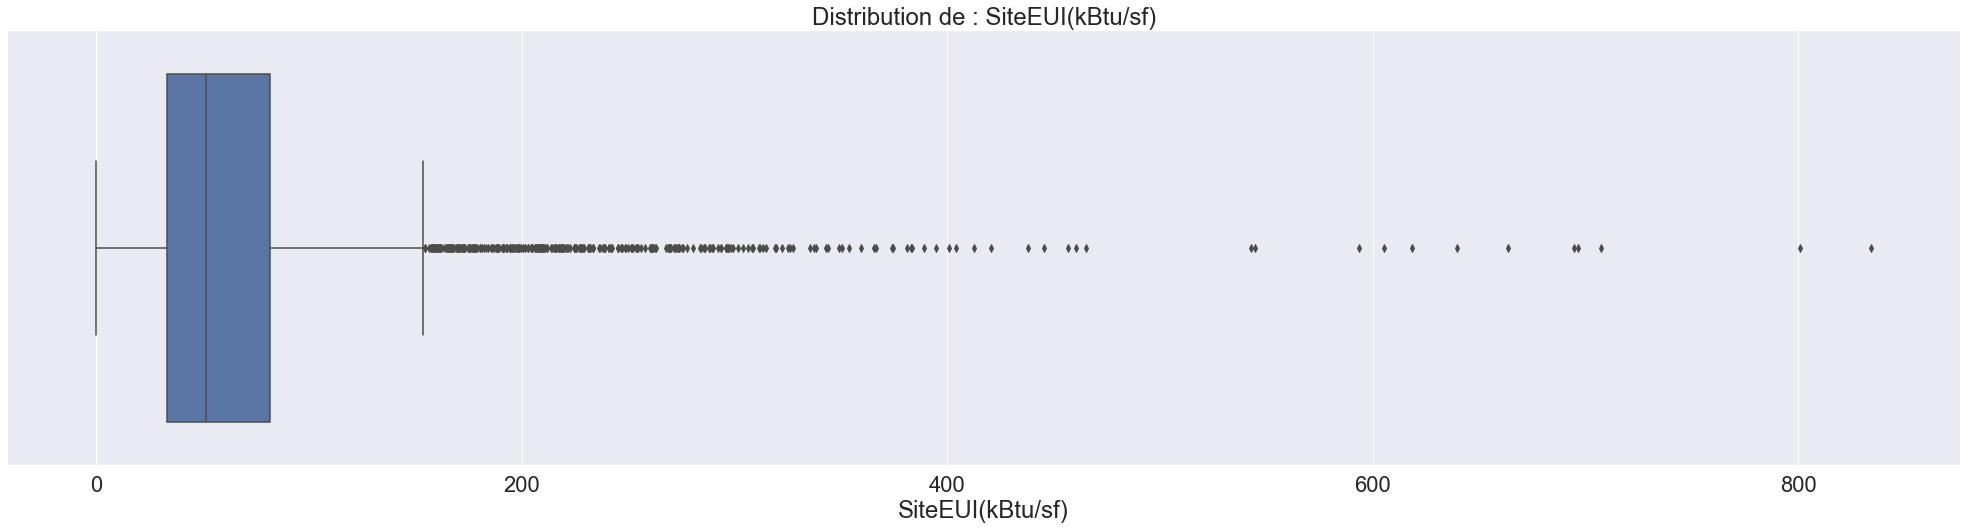 Distribution de : SiteEUI(kBtu/sf)
0 200 400 600 800
SiteEUI(kBtu/sf)